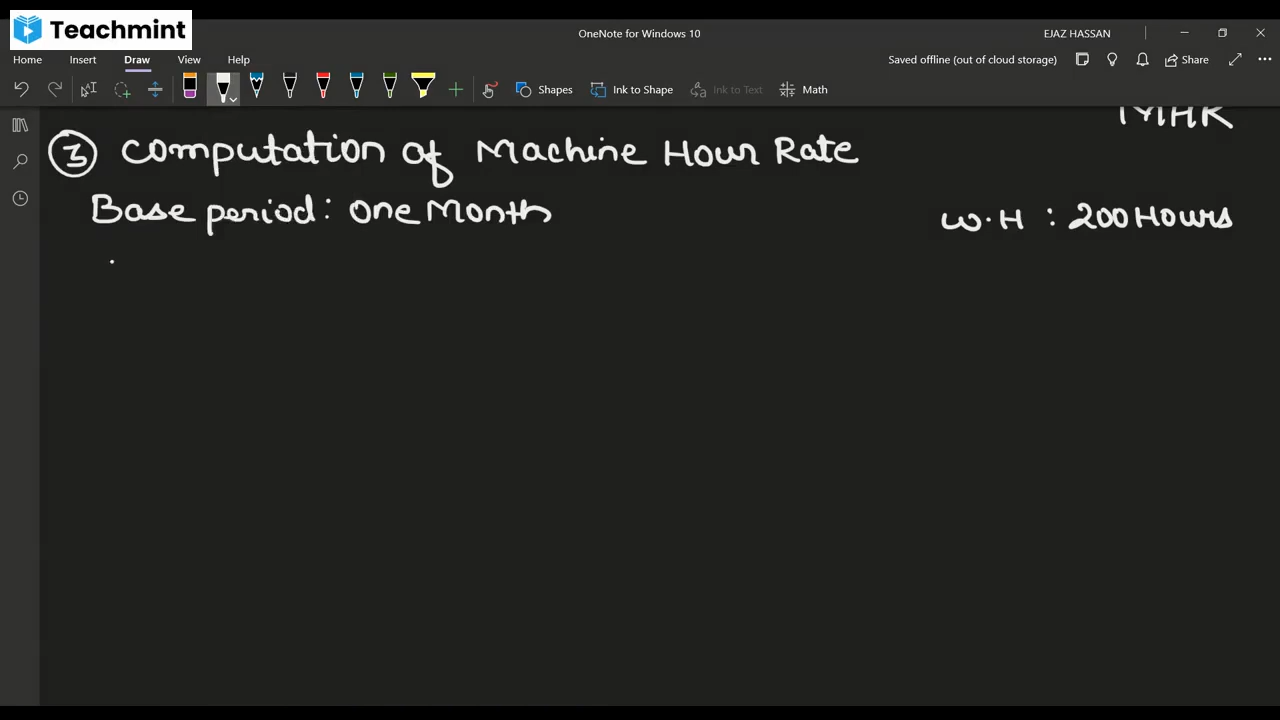 Teachmint
OneNote for Windows 10
EJAZ HASSAN
Home Insert Draw View Help
Saved offline (out of cloud storage)
Share
Shapes
Ink to Shape
Ink to Text
Math
MHR
3 Computation of Machine Hour Rate
Base period: One Month
W.H : 200 Hours